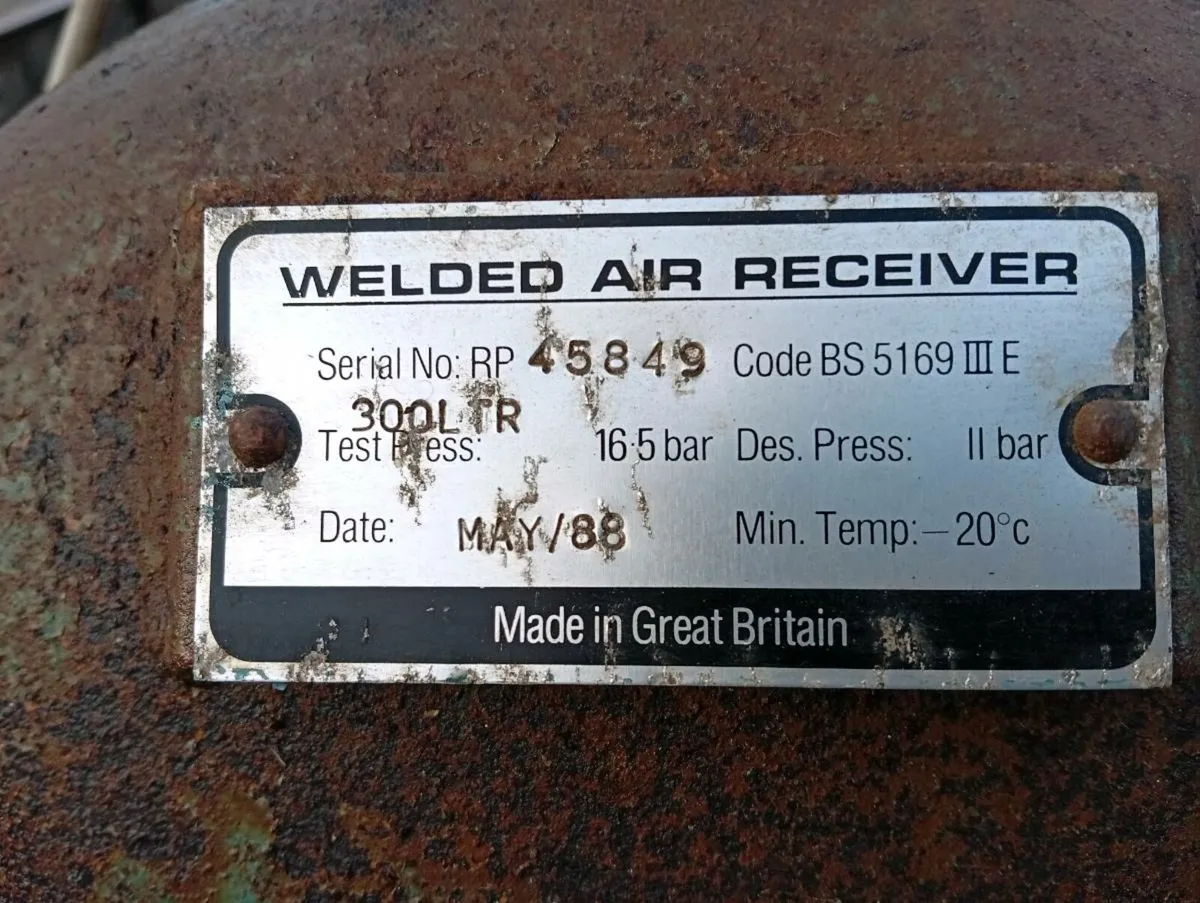 WELDED AIR RECEIVER
Serial No: RP 45849 Code BS 5169 III E
300LTR
Test Press: 16·5 bar Des. Press: 11 bar
Date: MAY/88 Min. Temp: –20°c
Made in Great Britain